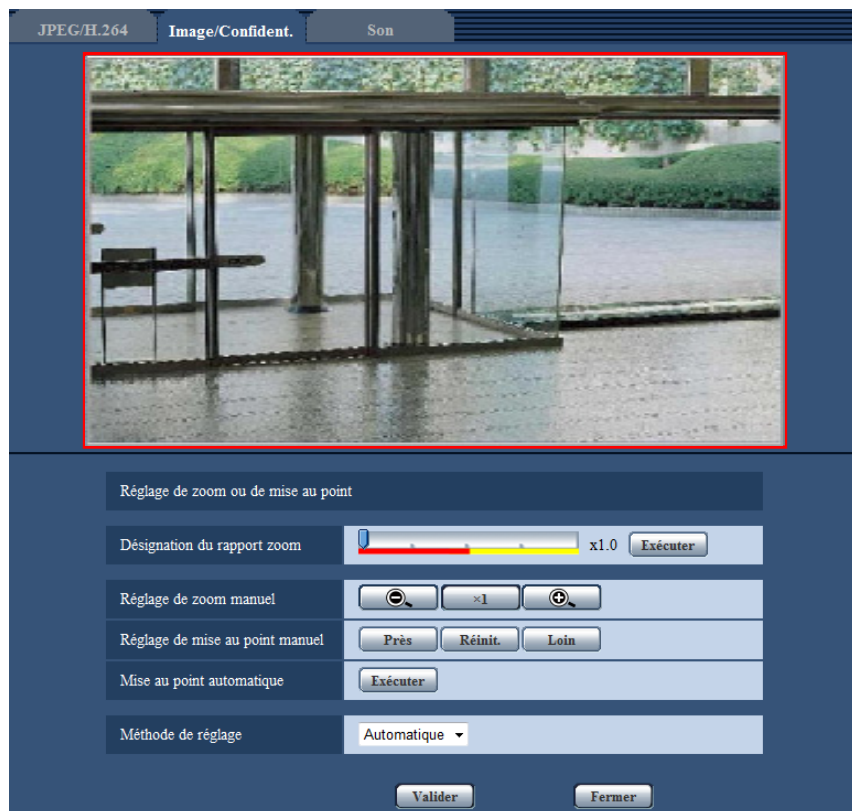 JPEG/H.264 Image/Confident. Son
Réglage de zoom ou de mise au point
Désignation du rapport zoom x1.0 Exécuter
Réglage de zoom manuel ×1
Réglage de mise au point manuel Près Réinit. Loin
Mise au point automatique Exécuter
Méthode de réglage Automatique
Valider Fermer